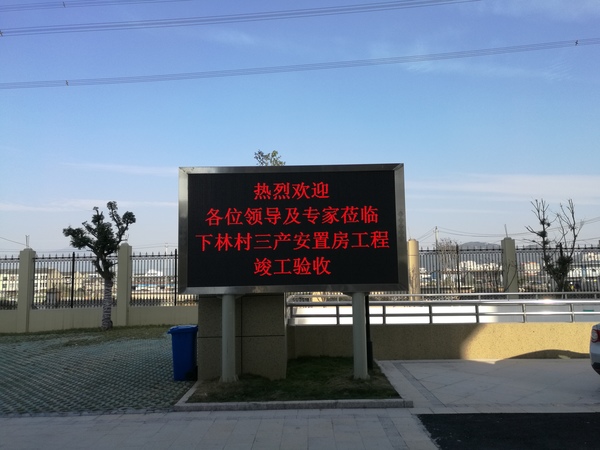 热烈欢迎
各位领导及专家莅临
下林村三产安置房工程
竣工验收